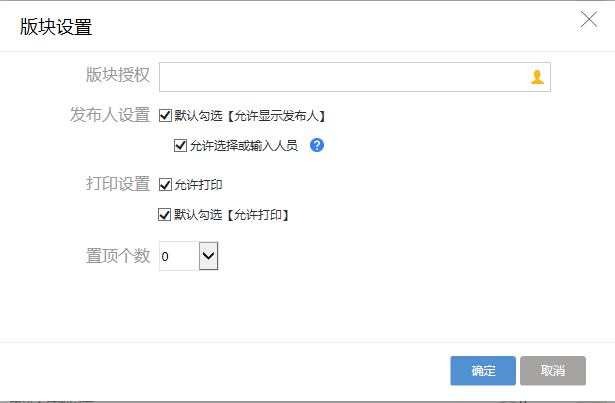 版块设置
版块授权
发布人设置 默认勾选【允许显示发布人】
允许选择或输入人员 ?
打印设置 允许打印
默认勾选【允许打印】
置顶个数 0
确定 取消